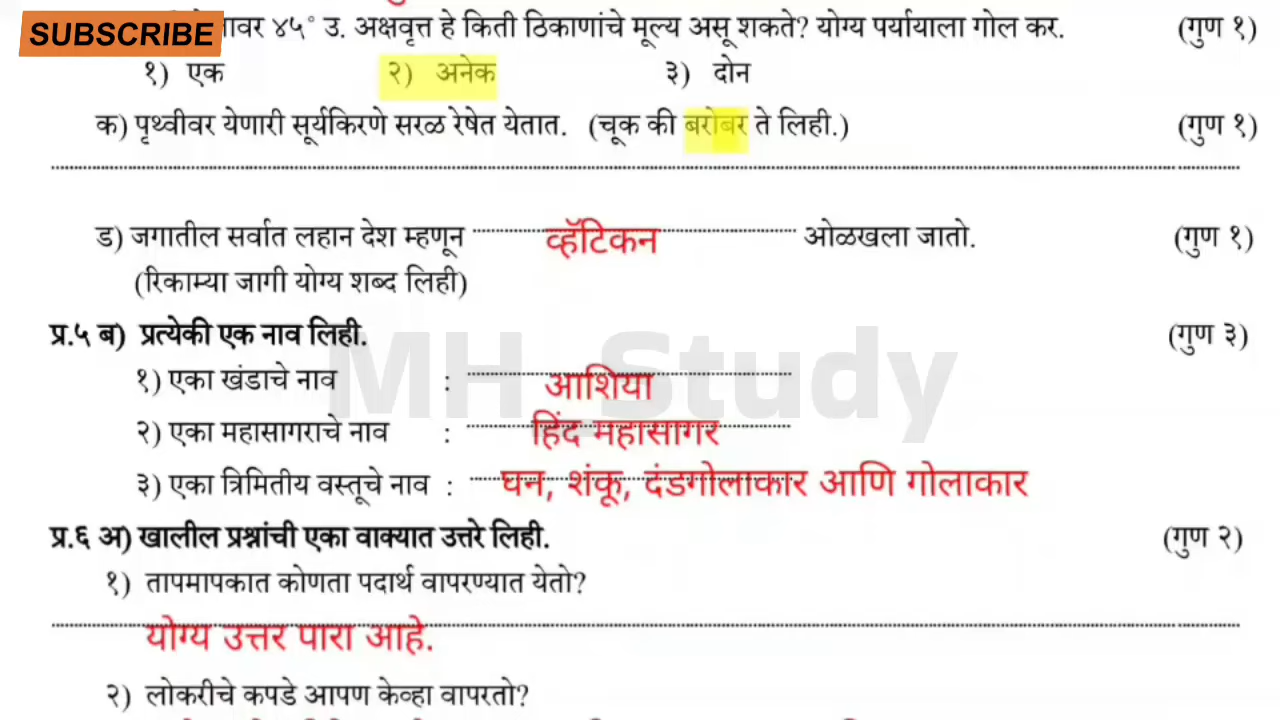 SUBSCRIBE
४५° उ. अक्षवृत्त हे किती ठिकाणांचे मूल्य असू शकते? योग्य पर्यायाला गोल कर. (गुण १)
१) एक २) अनेक ३) दोन
क) पृथ्वीवर येणारी सूर्यकिरणे सरळ रेषेत येतात. (चूक की बरोबर ते लिही.) (गुण १)
ड) जगातील सर्वात लहान देश म्हणून व्हॅटिकन ओळखला जातो. (गुण १)
(रिकाम्या जागी योग्य शब्द लिही)
प्र.५ ब) प्रत्येकी एक नाव लिही. (गुण ३)
MH Study
१) एका खंडाचे नाव : आशिया
२) एका महासागराचे नाव : हिंद महासागर
३) एका त्रिमितीय वस्तूचे नाव : घन, शंकू, दंडगोलाकार आणि गोलाकार
प्र.६ अ) खालील प्रश्नांची एका वाक्यात उत्तरे लिही. (गुण २)
१) तापमापकात कोणता पदार्थ वापरण्यात येतो?
योग्य उत्तर पारा आहे.
२) लोकरीचे कपडे आपण केव्हा वापरतो?